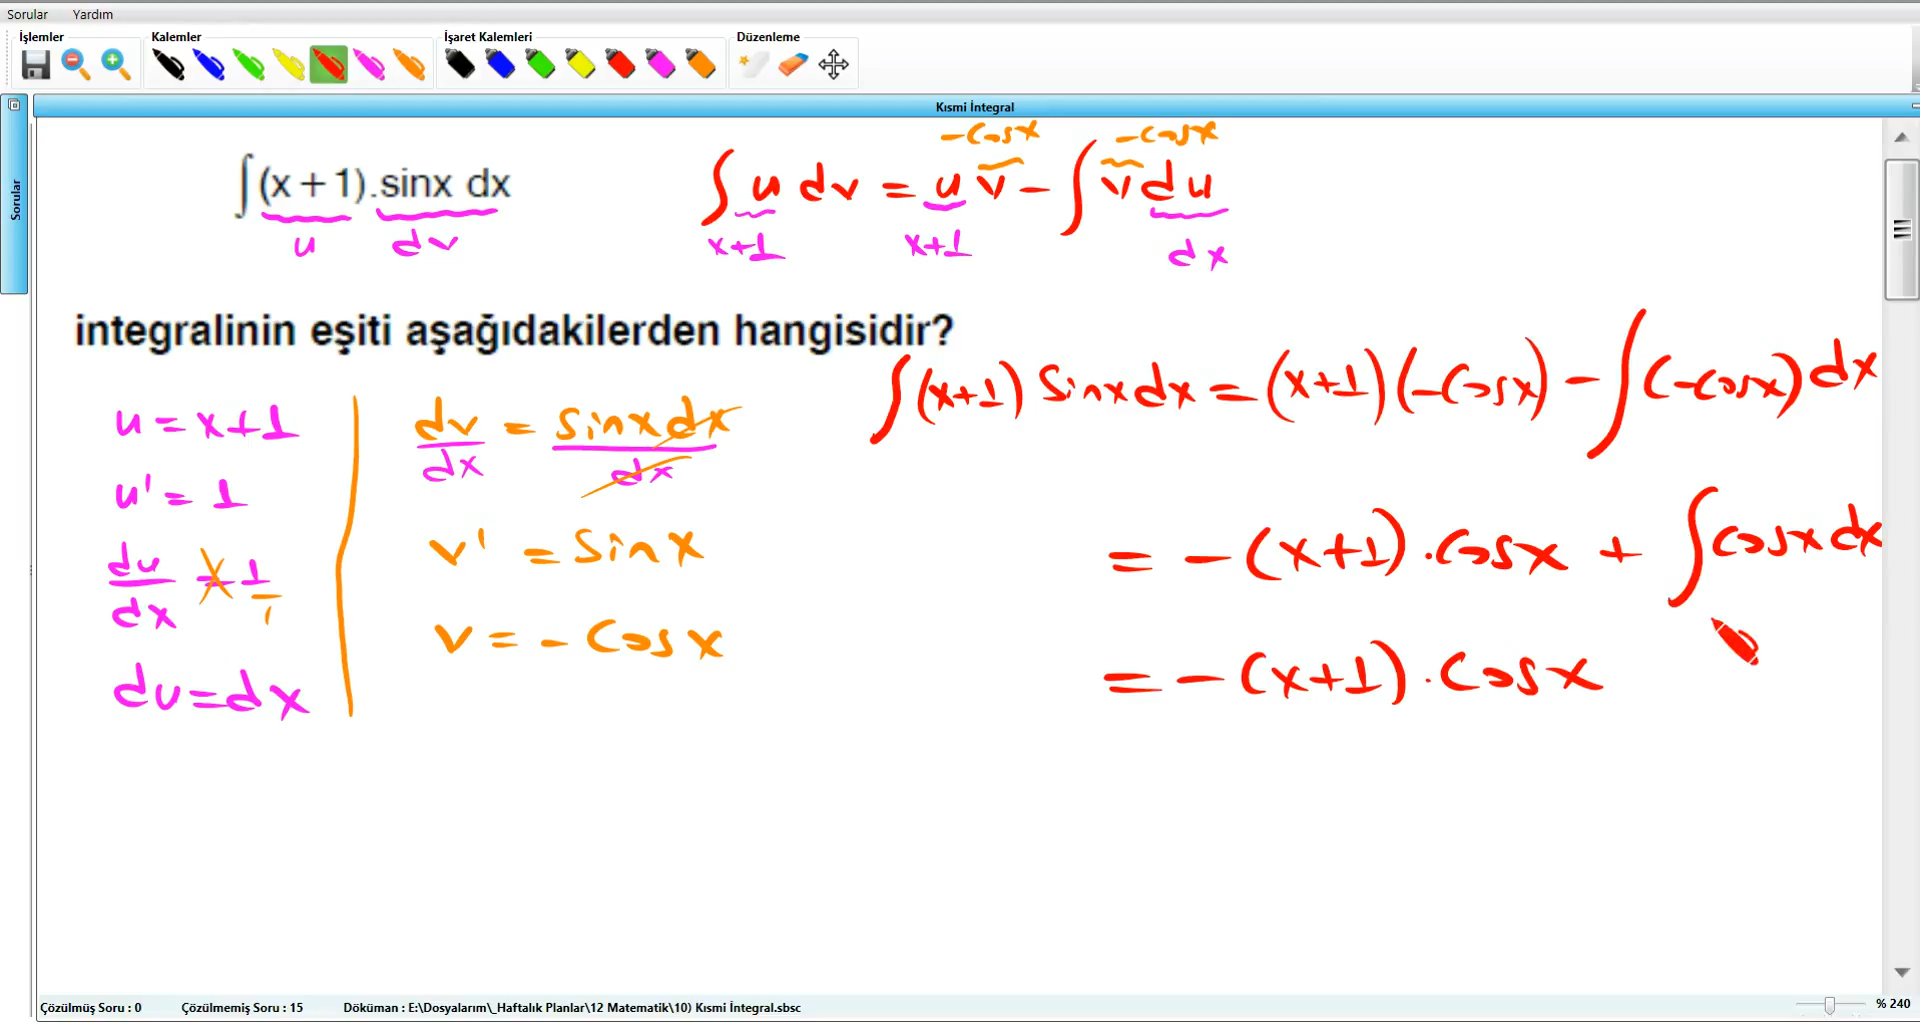 Sorular Yardım
İşlemler Kalemler İşaret Kalemleri Düzenleme
Kısmi İntegral
Sorular
∫(x + 1).sinx dx
u dv
∫ u dv = u v - ∫ v du
-cosx -cosx
x+1 x+1 dx
integralinin eşiti aşağıdakilerden hangisidir?
u = x+1
u' = 1
du/dx = 1/1
du = dx
dv/dx = sinx dx/dx
v' = sinx
v = -cosx
∫(x+1) sinx dx = (x+1)(-cosx) - ∫(-cosx) dx
= -(x+1).cosx + ∫cosx dx
= -(x+1).cosx
Çözülmüş Soru : 0 Çözülmemiş Soru : 15 Döküman : E:\Dosyalarım\_Haftalık Planlar\12 Matematik\10) Kısmi İntegral.sbsc % 240